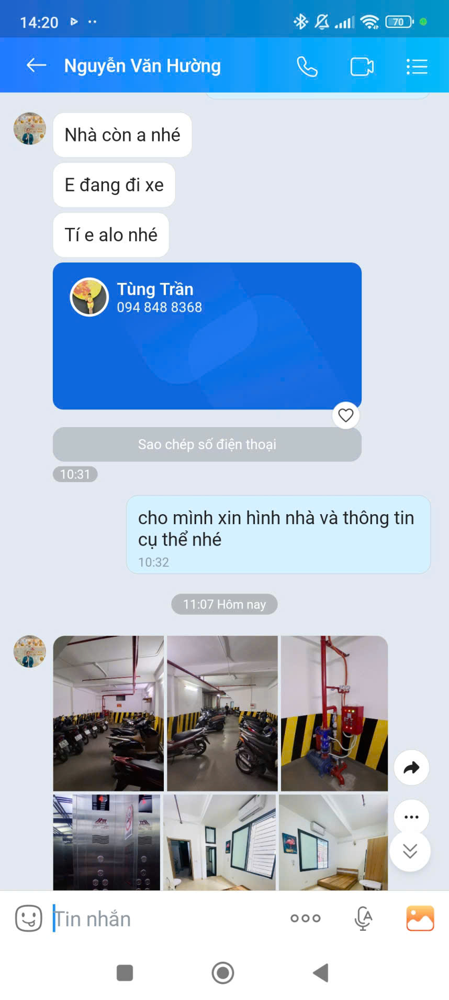 14:20
70
Nguyễn Văn Hường
Nhà còn a nhé
E đang đi xe
Tí e alo nhé
Tùng Trần
094 848 8368
Sao chép số điện thoại
10:31
cho mình xin hình nhà và thông tin
cụ thể nhé
10:32
11:07 Hôm nay
Tin nhắn